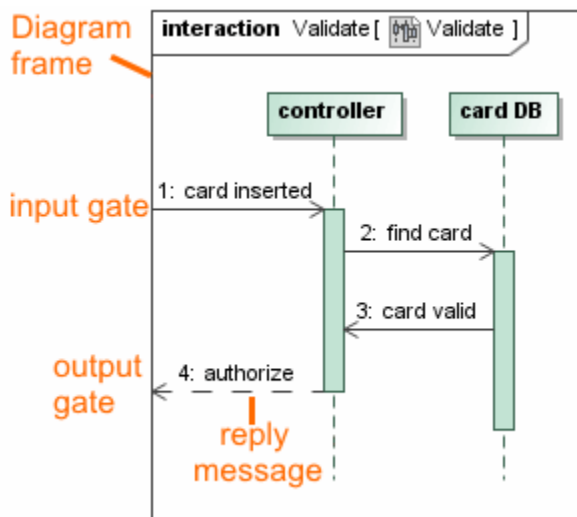 Diagram
frame
interaction Validate[ Validate ]
controller
card DB
1: card inserted
input gate
2: find card
3: card valid
output
gate
4: authorize
reply
message